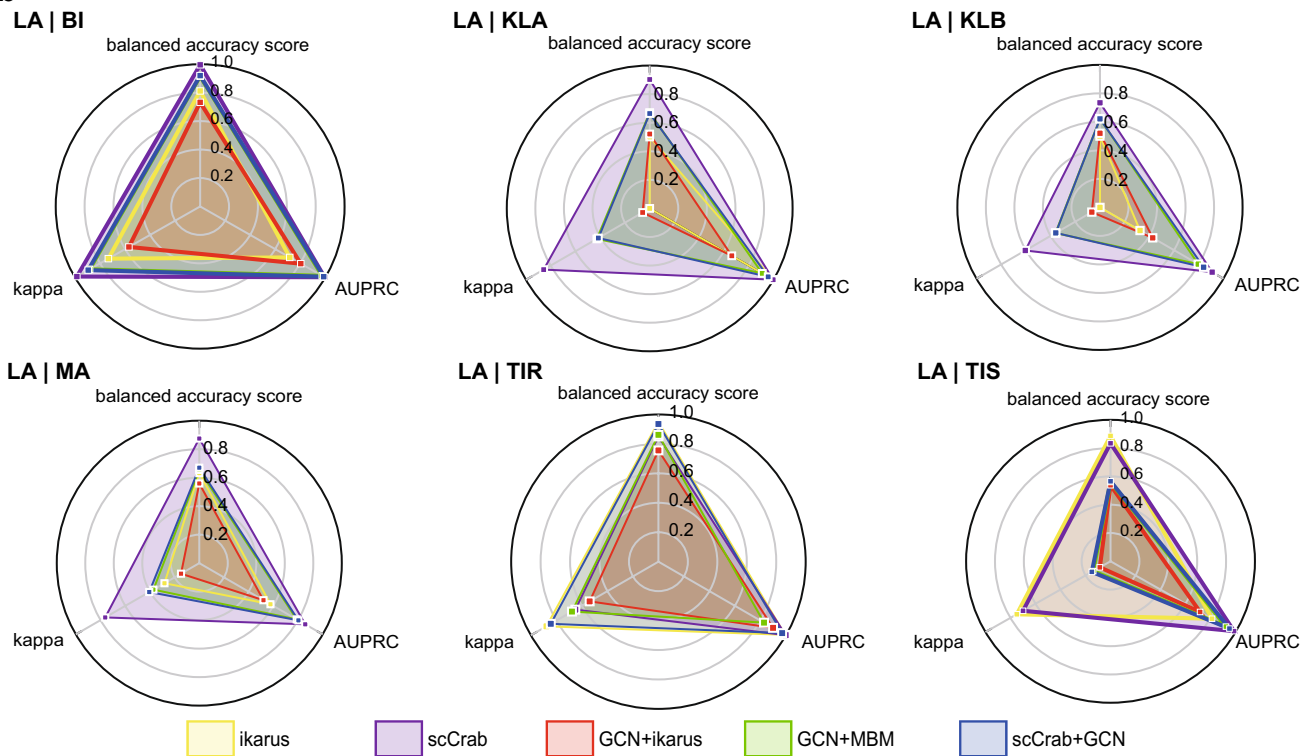 LA | BI
balanced accuracy score
1.0
0.8
0.6
0.4
0.2
kappa
AUPRC
LA | KLA
balanced accuracy score
0.8
0.6
0.4
0.2
kappa
AUPRC
LA | KLB
balanced accuracy score
0.8
0.6
0.4
0.2
kappa
AUPRC
LA | MA
balanced accuracy score
0.8
0.6
0.4
0.2
kappa
AUPRC
LA | TIR
balanced accuracy score
1.0
0.8
0.6
0.4
0.2
kappa
AUPRC
LA | TIS
balanced accuracy score
1.0
0.8
0.6
0.4
0.2
kappa
AUPRC
ikarus
scCrab
GCN+ikarus
GCN+MBM
scCrab+GCN